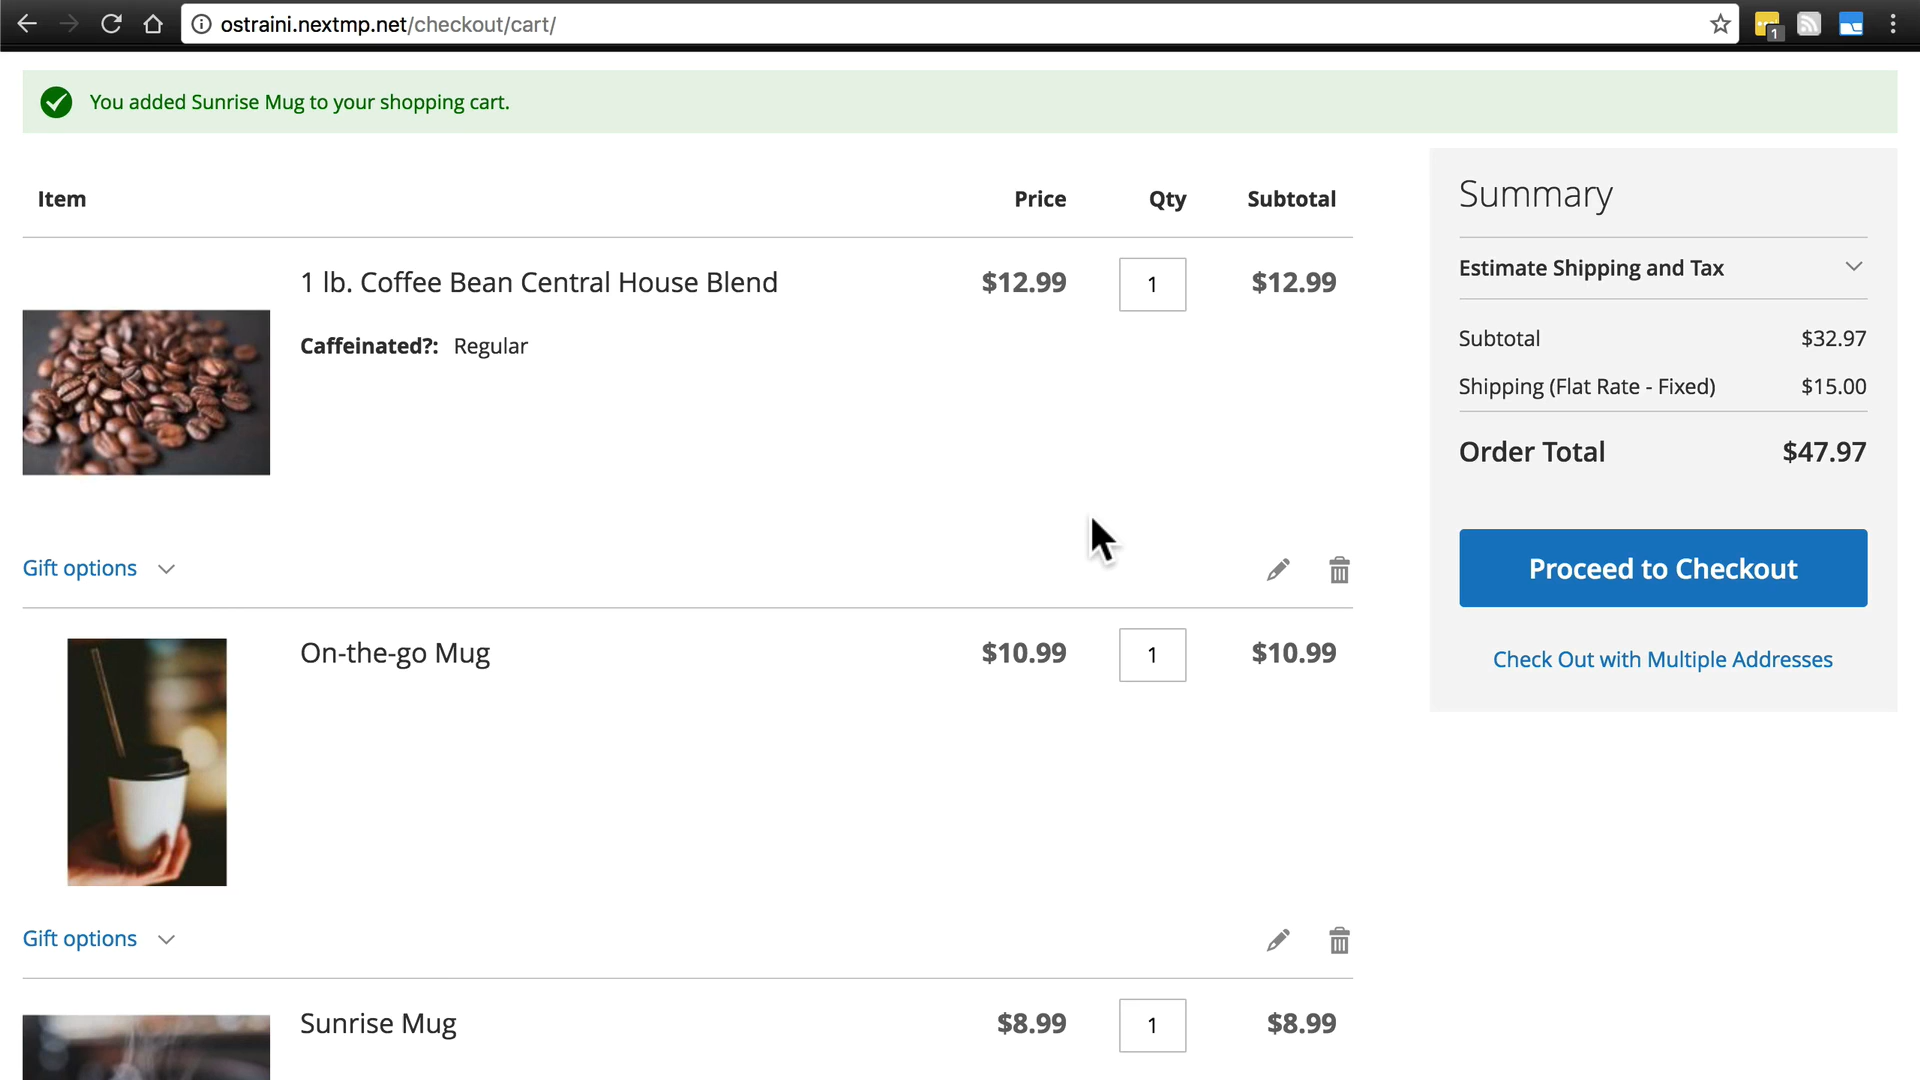 ostraini.nextmp.net/checkout/cart/
1
You added Sunrise Mug to your shopping cart.
Item Price Qty Subtotal
1 lb. Coffee Bean Central House Blend $12.99 1 $12.99
Caffeinated?: Regular
Gift options
On-the-go Mug $10.99 1 $10.99
Gift options
Sunrise Mug $8.99 1 $8.99
Summary
Estimate Shipping and Tax
Subtotal $32.97
Shipping (Flat Rate - Fixed) $15.00
Order Total $47.97
Proceed to Checkout
Check Out with Multiple Addresses